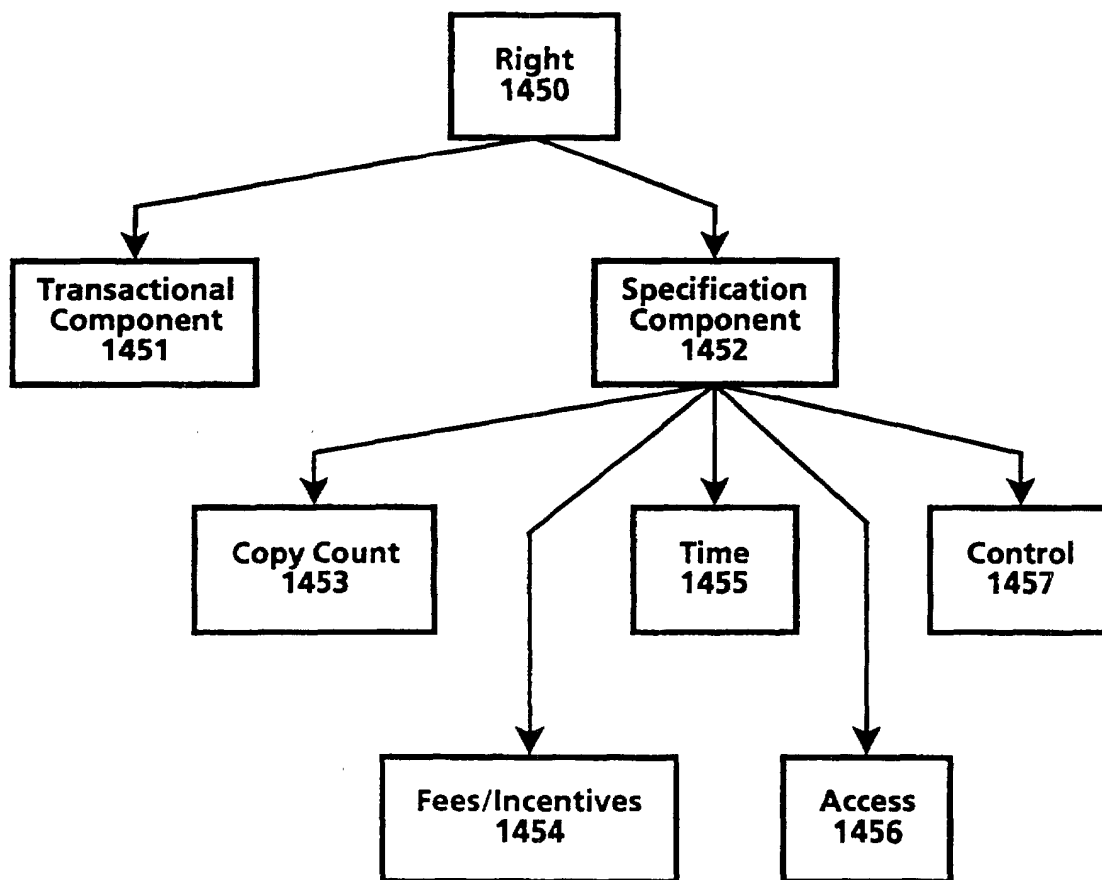 Right
1450
Transactional
Component
1451
Specification
Component
1452
Copy Count
1453
Time
1455
Control
1457
Fees/Incentives
1454
Access
1456